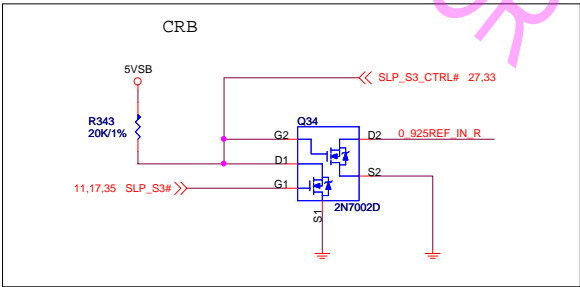 CRB
5VSB
SLP_S3_CTRL# 27,33
R343
20K/1%
Q34
G2
D2
0_925REF_IN_R
D1
S2
11,17,35 SLP_S3#
G1
2N7002D
S1